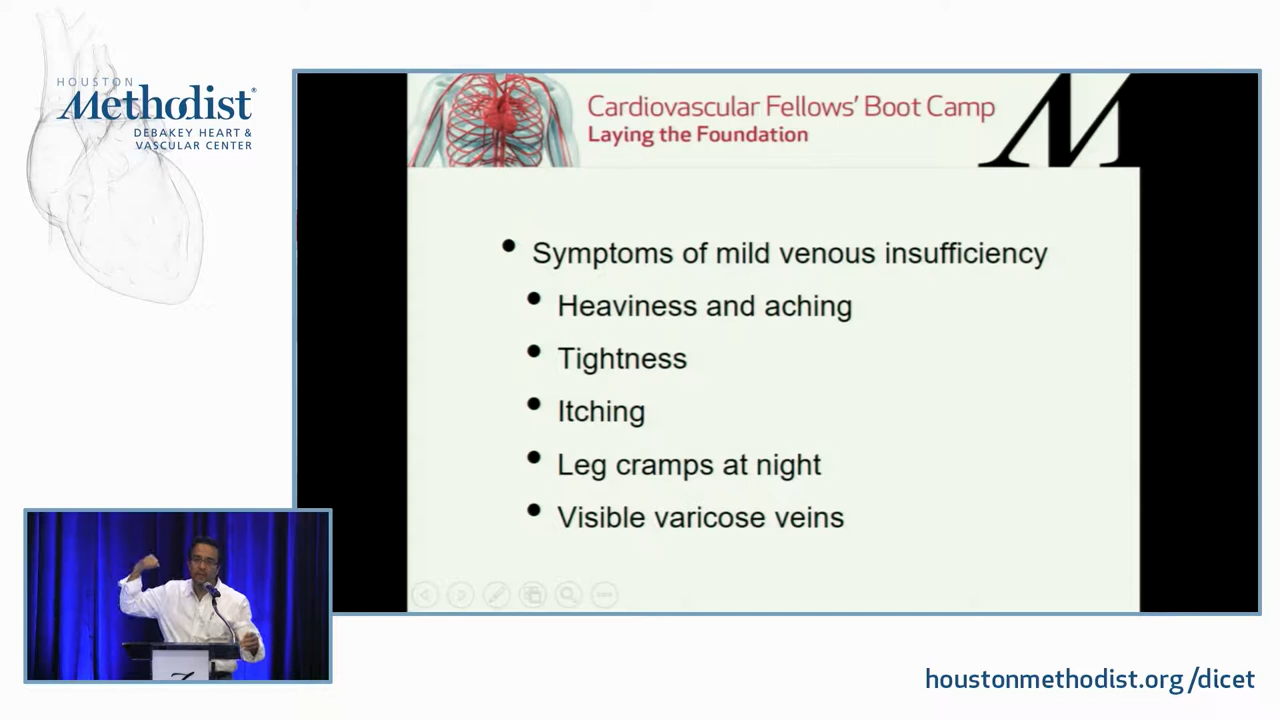 HOUSTON
Methodist®
DEBAKEY HEART &
VASCULAR CENTER
Cardiovascular Fellows' Boot Camp
Laying the Foundation
M
• Symptoms of mild venous insufficiency
• Heaviness and aching
• Tightness
• Itching
• Leg cramps at night
• Visible varicose veins
houstonmethodist.org/dicet